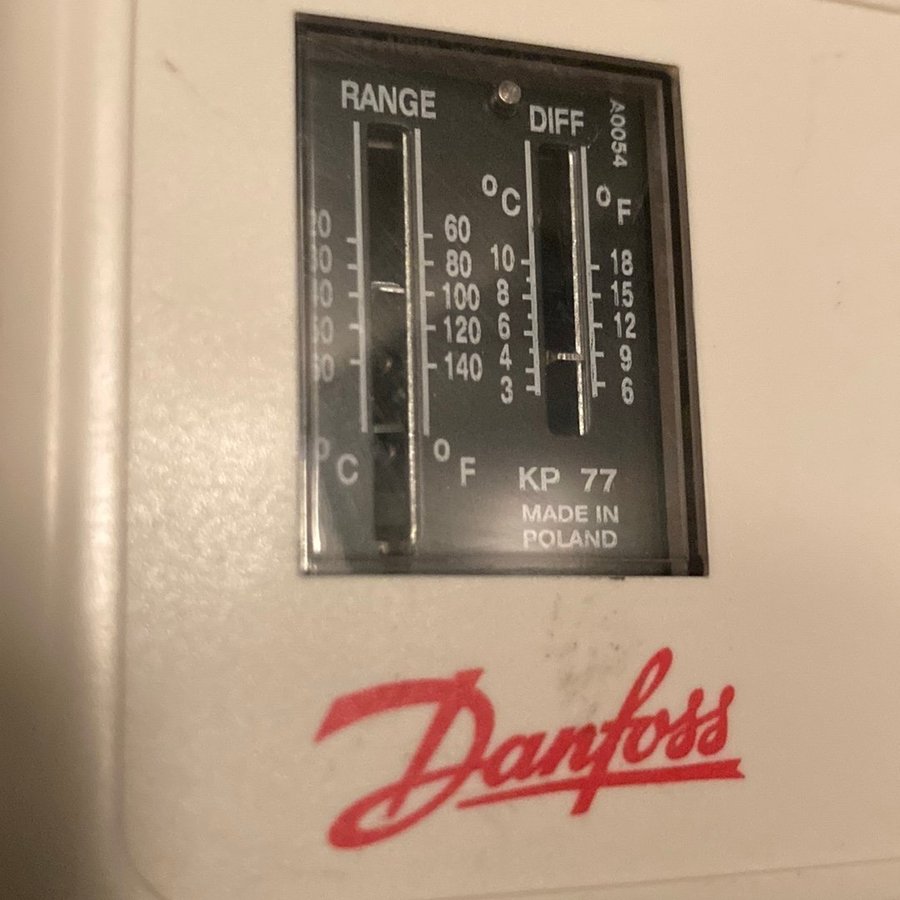 RANGE
DIFF
A0054
°C
°F
60
80
100
120
140
10
8
6
4
3
18
15
12
9
6
°C
°F
KP 77
MADE IN
POLAND
Danfoss